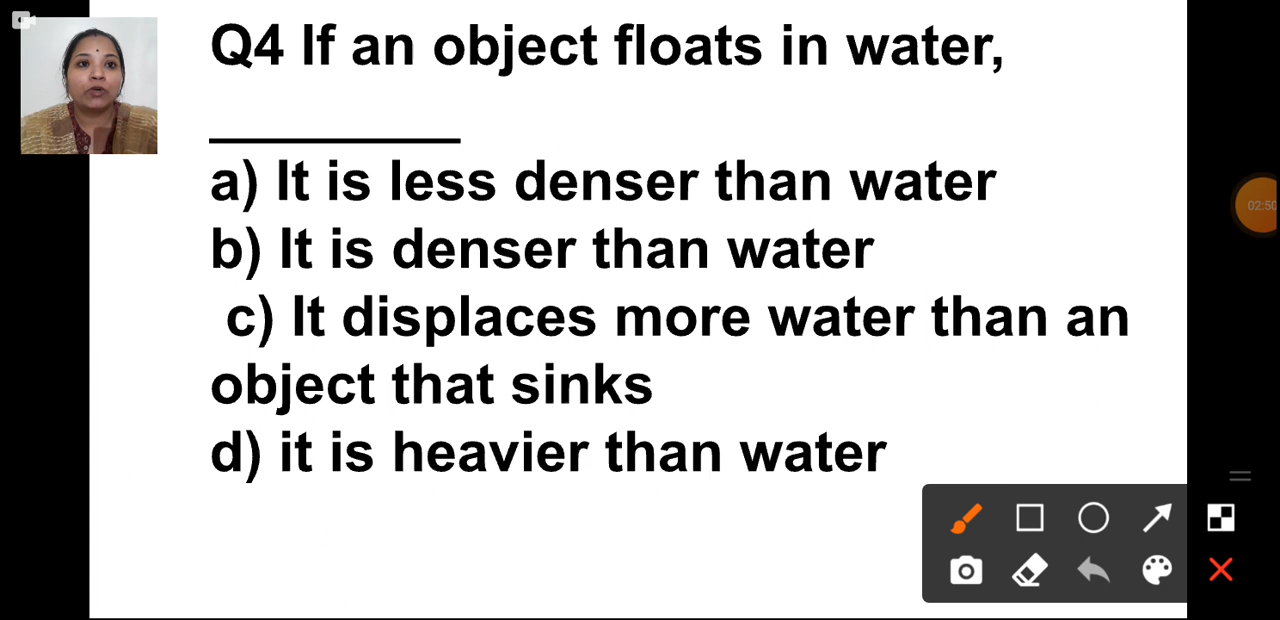 Q4 If an object floats in water,
__________
a) It is less denser than water
b) It is denser than water
c) It displaces more water than an
object that sinks
d) it is heavier than water